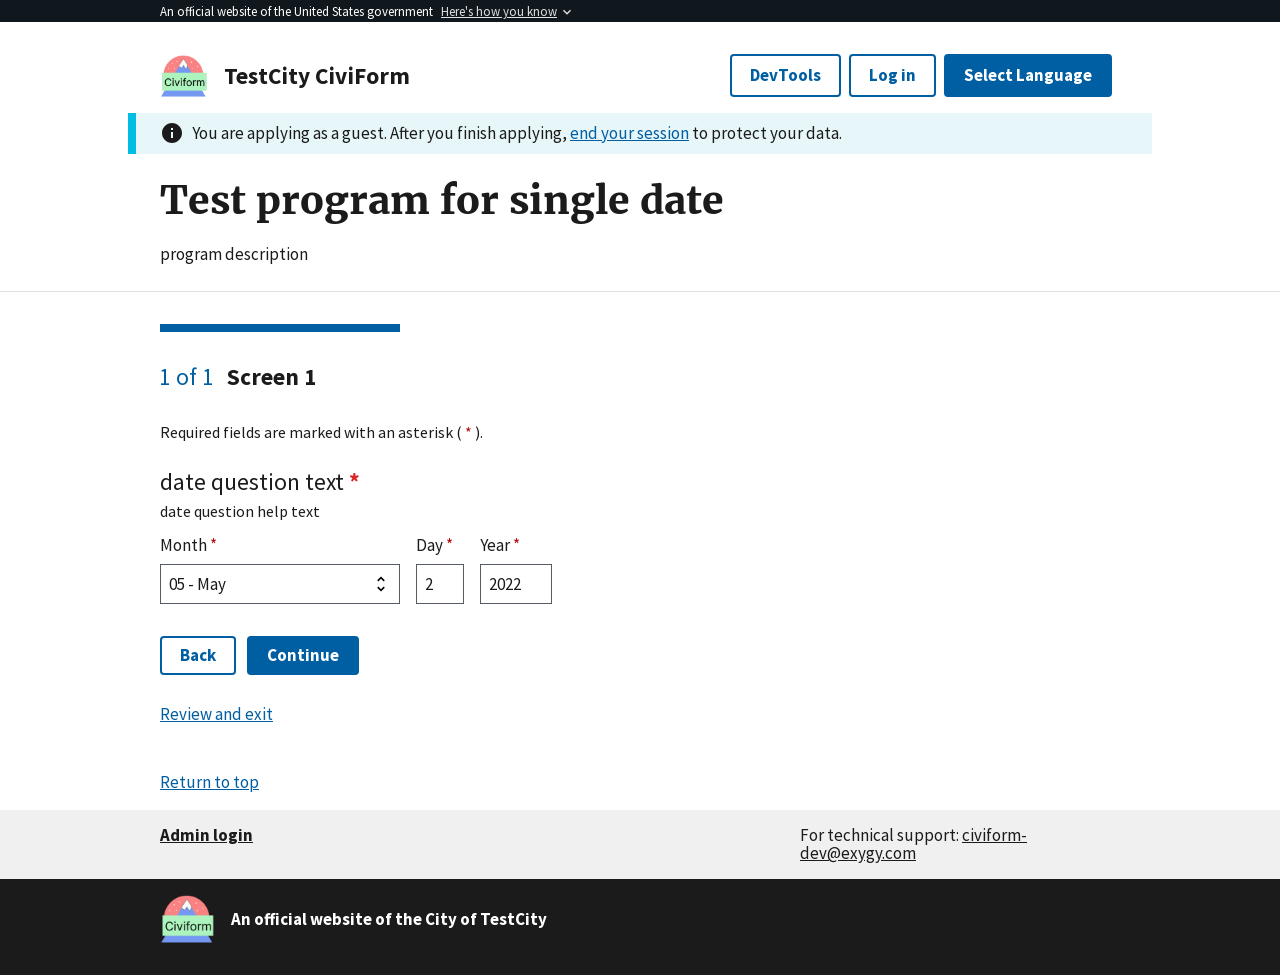 An official website of the United States government Here's how you know
Civiform
TestCity CiviForm
DevTools
Log in
Select Language
You are applying as a guest. After you finish applying, end your session to protect your data.
Test program for single date
program description
1 of 1 Screen 1
Required fields are marked with an asterisk ( * ).
date question text *
date question help text
Month * Day * Year *
05 - May 2 2022
Back Continue
Review and exit
Return to top
Admin login
For technical support: civiform-
dev@exygy.com
Civiform
An official website of the City of TestCity